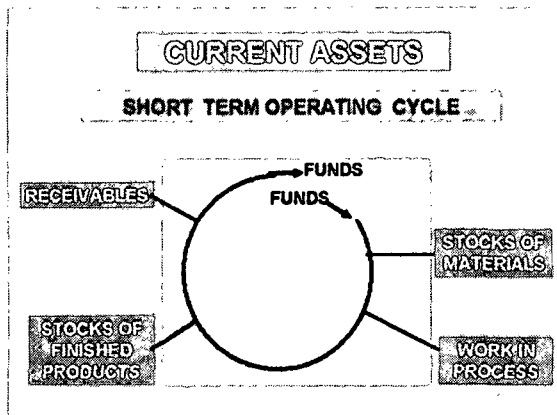 CURRENT ASSETS
SHORT TERM OPERATING CYCLE
FUNDS
FUNDS
RECEIVABLES
STOCKS OF
MATERIALS
STOCKS OF
FINISHED
PRODUCTS
WORK IN
PROCESS